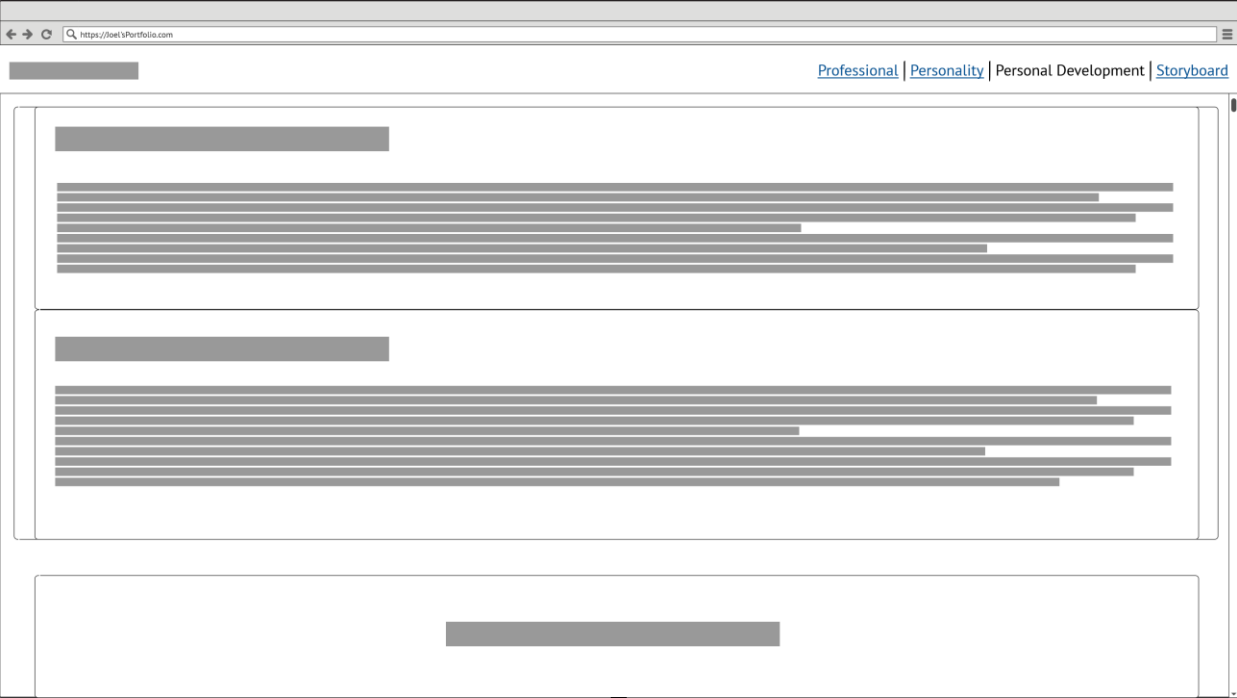 https://Joel'sPortfolio.com
Professional | Personality | Personal Development | Storyboard